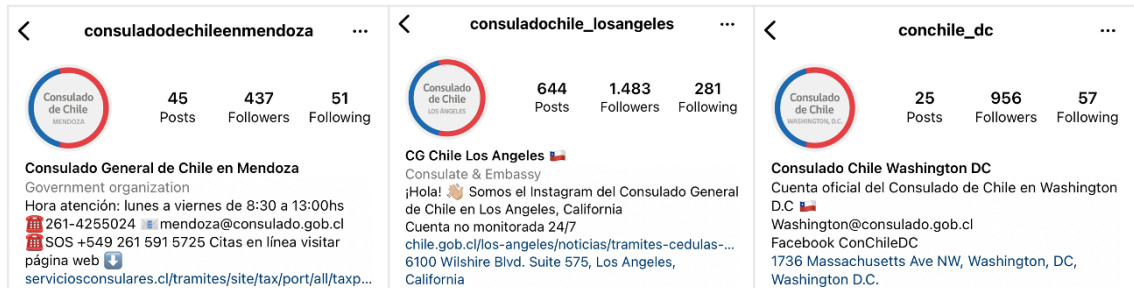 consuladodechileenmendoza
Consulado
de Chile
MENDOZA
45 437 51
Posts Followers Following
Consulado General de Chile en Mendoza
Government organization
Hora atención: lunes a viernes de 8:30 a 13:00hs
☎️261-4255024 📧mendoza@consulado.gob.cl
☎️SOS +549 261 591 5725 Citas en línea visitar
página web ⬇️
serviciosconsulares.cl/tramites/site/tax/port/all/taxp...
consuladochile_losangeles
Consulado
de Chile
LOS ÁNGELES
644 1.483 281
Posts Followers Following
CG Chile Los Angeles 🇨🇱
Consulate & Embassy
¡Hola! 👋🏼 Somos el Instagram del Consulado General
de Chile en Los Angeles, California
Cuenta no monitorada 24/7
chile.gob.cl/los-angeles/noticias/tramites-cedulas-...
6100 Wilshire Blvd. Suite 575, Los Angeles,
California
conchile_dc
Consulado
de Chile
WASHINGTON, D.C.
25 956 57
Posts Followers Following
Consulado Chile Washington DC
Cuenta oficial del Consulado de Chile en Washington
D.C 🇨🇱
Washington@consulado.gob.cl
Facebook ConChileDC
1736 Massachusetts Ave NW, Washington, DC,
Washington D.C.